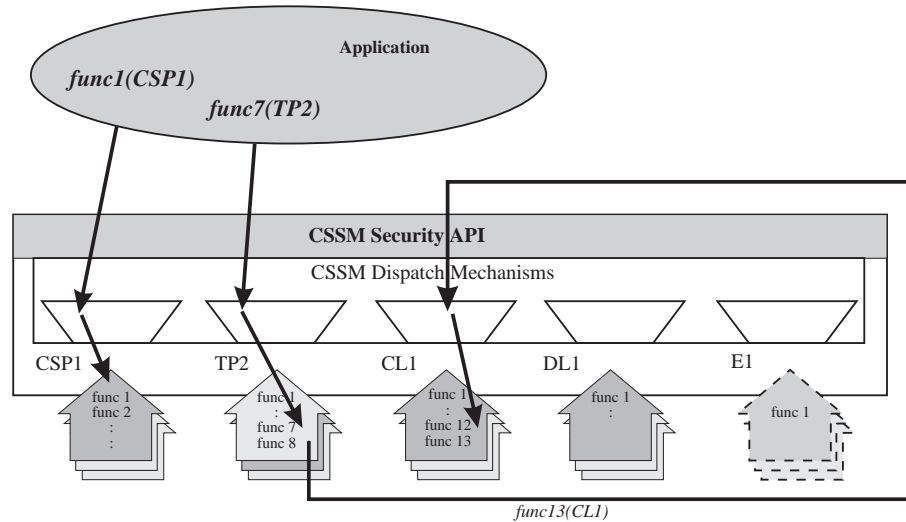 Application
func1(CSP1)
func7(TP2)
CSSM Security API
CSSM Dispatch Mechanisms
CSP1
TP2
CL1
DL1
E1
func 1
func 2
:
:
func 1
:
func 7
func 8
func 1
:
func 12
func 13
func 1
:
func 1
func13(CL1)